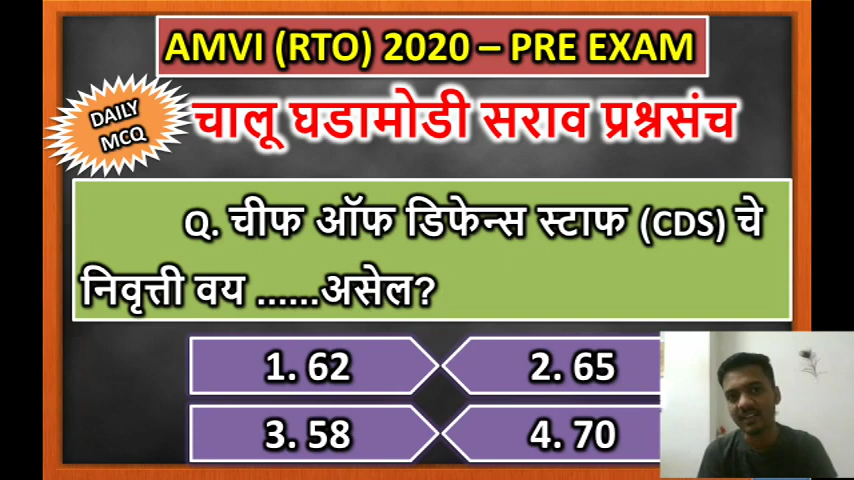 AMVI (RTO) 2020 – PRE EXAM
DAILY
MCQ
चालू घडामोडी सराव प्रश्नसंच
Q. चीफ ऑफ डिफेन्स स्टाफ (CDS) चे
निवृत्ती वय ......असेल?
1. 62
2. 65
3. 58
4. 70